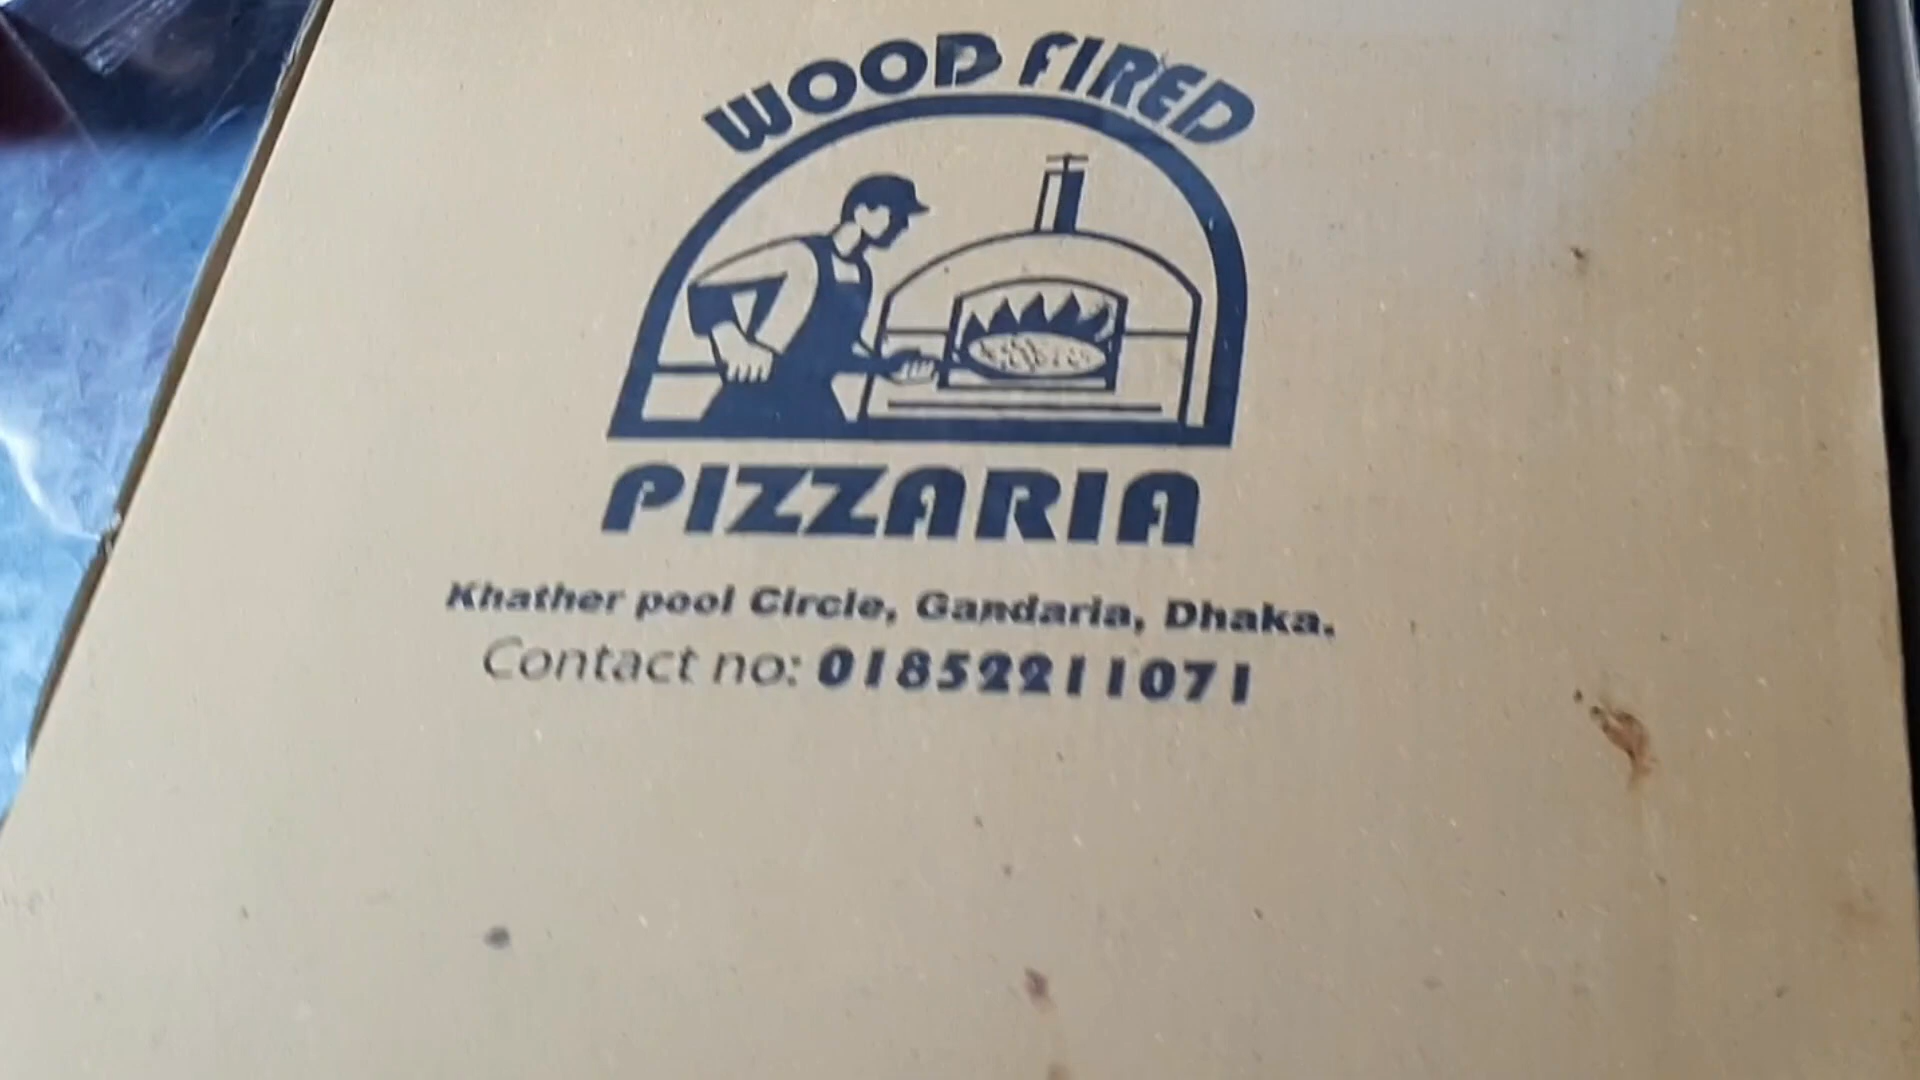 WOOD FIRED
PIZZARIA
Khather pool Circle, Gandaria, Dhaka.
Contact no: 01852211071